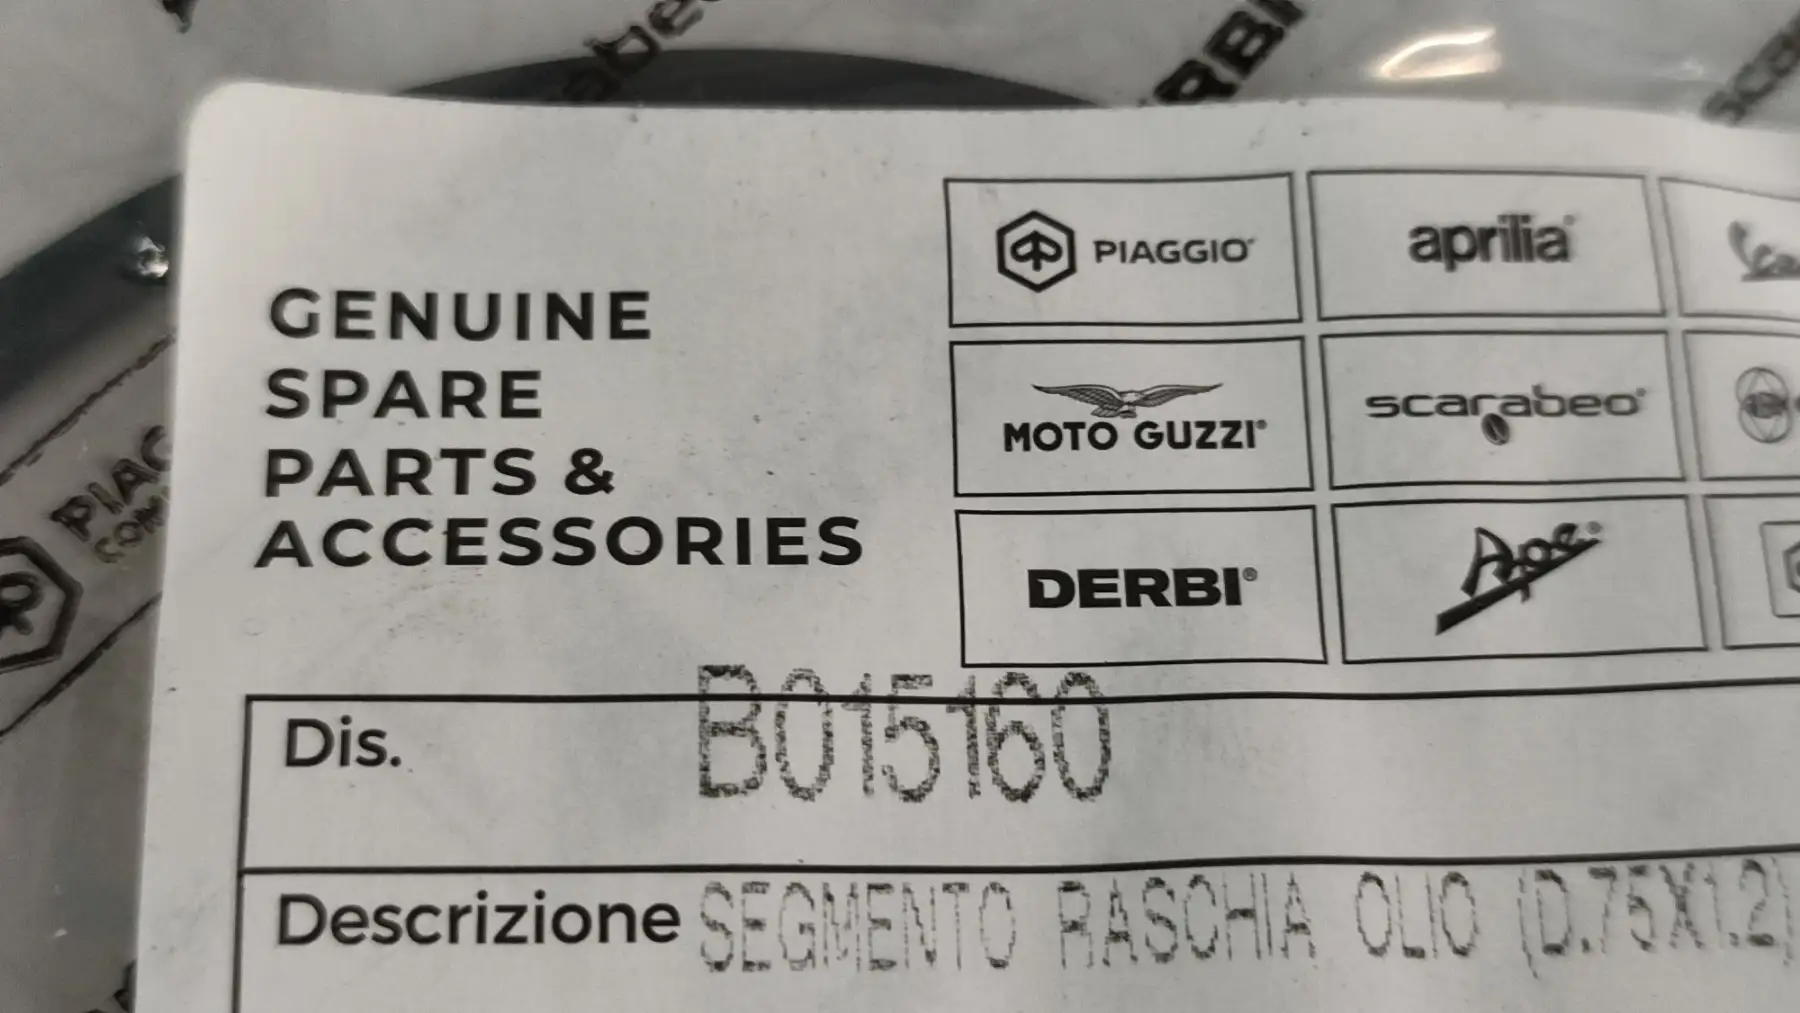 GENUINE
SPARE
PARTS &
ACCESSORIES
PIAGGIO
aprilia®
MOTO GUZZI®
scarabeo®
DERBI®
Ape®
Dis. B015160
Descrizione SEGMENTO RASCHIA OLIO (D.75X1.2)